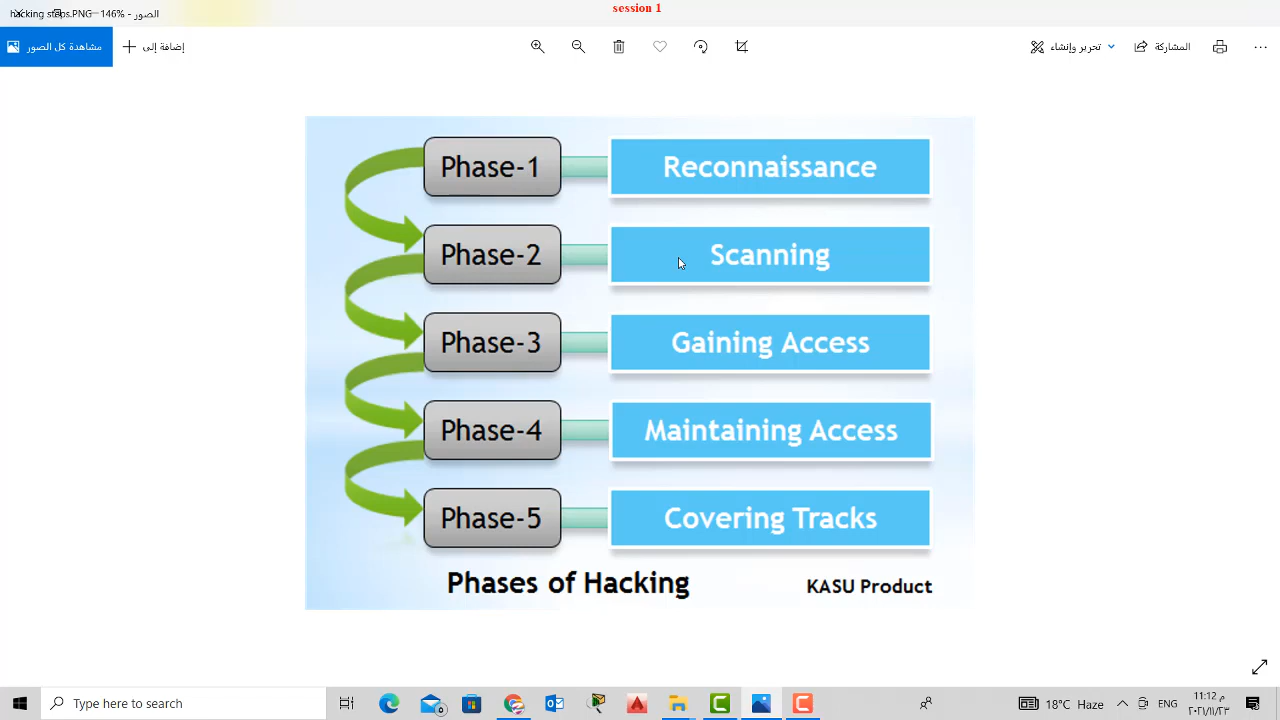 session 1
hacking steps.PNG – 146% - الصور
مشاهدة كل الصور
إضافة إلى
تحرير وإنشاء
المشاركة
Phase-1 Reconnaissance
Phase-2 Scanning
Phase-3 Gaining Access
Phase-4 Maintaining Access
Phase-5 Covering Tracks
Phases of Hacking
KASU Product
Type here to search
18°C Haze
ENG
١١:١٢ م